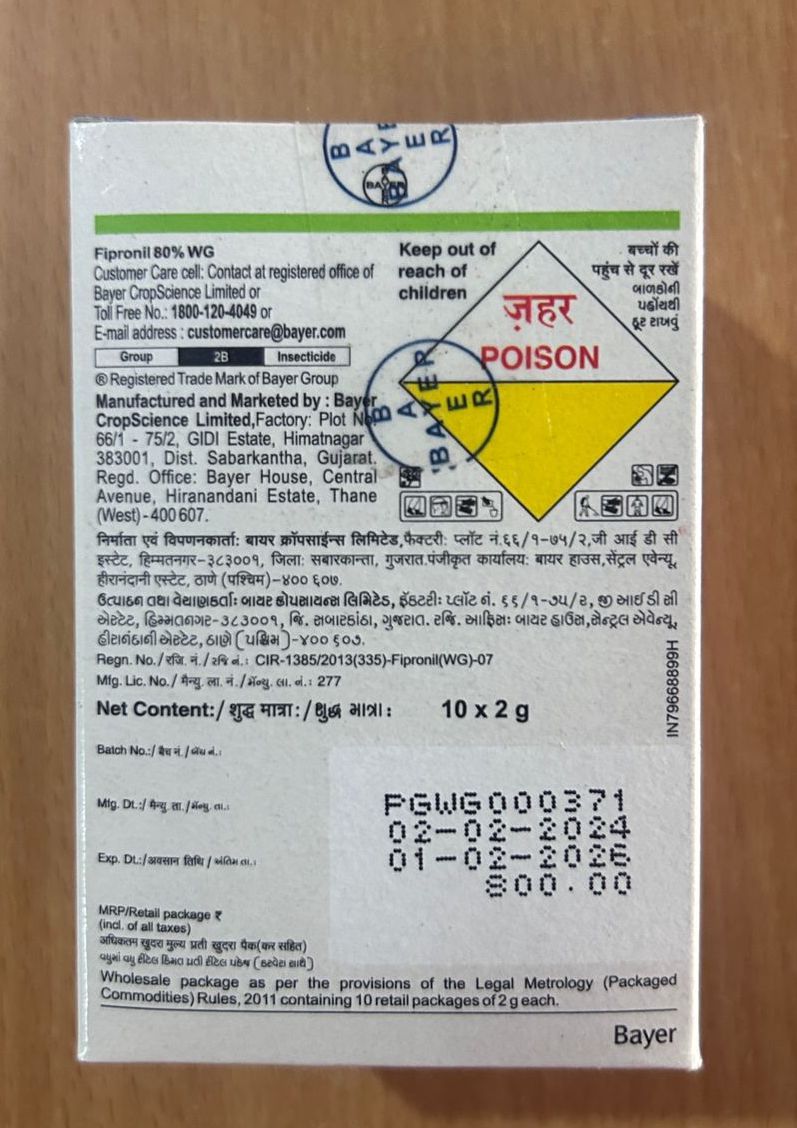 BAYER
BAYER
Fipronil 80% WG
Customer Care cell: Contact at registered office of
Bayer CropScience Limited or
Toll Free No.: 1800-120-4049 or
E-mail address : customercare@bayer.com
Group 2B Insecticide
® Registered Trade Mark of Bayer Group
Manufactured and Marketed by : Bayer
CropScience Limited,Factory: Plot No.
66/1 - 75/2, GIDI Estate, Himatnagar
383001, Dist. Sabarkantha, Gujarat.
Regd. Office: Bayer House, Central
Avenue, Hiranandani Estate, Thane
(West)-400607.
Keep out of
reach of
children
ज़हर
POISON
बच्चों की
पहुंच से दूर रखें
બાળકોની
પહોંચથી
દૂર રાખવું
BAYER
BAYER
निर्माता एवं विपणनकर्ता: बायर क्रॉपसाईन्स लिमिटेड,फैक्टरी: प्लॉट नं.६६/१-७५/२,जी आई डी सी
इस्टेट, हिम्मतनगर-३८३००१, जिला: सबारकान्ता, गुजरात.पंजीकृत कार्यालय: बायर हाउस,सेंट्रल एवेन्यू,
हीरानंदानी एस्टेट, ठाणे (पश्चिम)-४०० ६०७.
ઉત્પાદન તથા વેચાણકર્તાઃ બાયર ક્રોપસાયન્સ લિમિટેડ, ફૅક્ટરીઃ પ્લૉટ નં. ૬૬/૧-૭૫/૨, જી આઈ ડી સી
એસ્ટેટ, હિમ્મતનગર-૩૮૩૦૦૧, જિ. સાબરકાંઠા, ગુજરાત. રજિ. આફિસઃ બાયર હાઉસ,સેન્ટ્રલ એવેન્યૂ,
હીરાનંદાની એસ્ટેટ, ઠાણે (પશ્ચિમ)-૪૦૦ ૬૦૭.
Regn. No./ रजि. नं./ રજિ નં.: CIR-1385/2013(335)-Fipronil(WG)-07
Mfg. Lic. No./ मैन्यु. ला. नं./ મૅન્યુ. લા. નં.: 277
Net Content:/ शुद्ध मात्रा:/ શુદ્ધ માત્રાઃ 10 x 2 g
IN79668899H
Batch No.:/ बैच नं./ બૅચ નં.:
PGWG000371
Mfg. Dt.:/ मैन्यु. ता./ મૅન્યુ. તા.:
02-02-2024
Exp. Dt.:/ अवसान तिथि / અંતિમ તા.:
01-02-2026
800.00
MRP/Retail package ₹
(incl. of all taxes)
अधिकतम खुदरा मुल्य प्रती खुदरा पैक(कर सहित)
વધુમાં વધુ રીટેલ કિંમત પ્રતી રીટેલ પૅકેજ (કરવેરા સાથે)
Wholesale package as per the provisions of the Legal Metrology (Packaged
Commodities) Rules, 2011 containing 10 retail packages of 2 g each.
Bayer